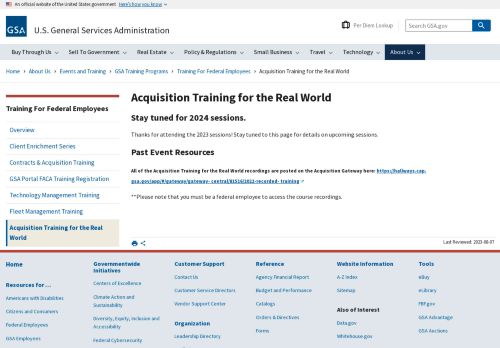 An official website of the United States government Here's how you know
GSA
U.S. General Services Administration
Per Diem Lookup
Search GSA.gov
Buy Through Us
Sell To Government
Real Estate
Policy & Regulations
Small Business
Travel
Technology
About Us
Home › About Us › Events and Training › GSA Training Programs › Training For Federal Employees › Acquisition Training for the Real World
Training For Federal Employees
Overview
Client Enrichment Series
Contracts & Acquisition Training
GSA Portal FACA Training Registration
Technology Management Training
Fleet Management Training
Acquisition Training for the Real
World
Acquisition Training for the Real World
Stay tuned for 2024 sessions.
Thanks for attending the 2023 sessions! Stay tuned to this page for details on upcoming sessions.
Past Event Resources
All of the Acquisition Training for the Real World recordings are posted on the Acquisition Gateway here: https://hallways.cap.
gsa.gov/app/#/gateway/gateway- central/81516/2022-recorded- training
**Please note that you must be a federal employee to access the course recordings.
Last Reviewed: 2023-08-07
Home
Resources for …
Americans with Disabilities
Citizens and Consumers
Federal Employees
GSA Employees
Governmentwide
Initiatives
Centers of Excellence
Climate Action and
Sustainability
Diversity, Equity, Inclusion and
Accessibility
Federal Cybersecurity
Customer Support
Contact Us
Customer Service Directors
Vendor Support Center
Organization
Leadership Directory
Reference
Agency Financial Report
Budget and Performance
Catalogs
Orders & Directives
Forms
Website Information
A-Z Index
Sitemap
Also of Interest
Data.gov
Whitehouse.gov
Tools
eBuy
eLibrary
FBF.gov
GSA Advantage
GSA Auctions